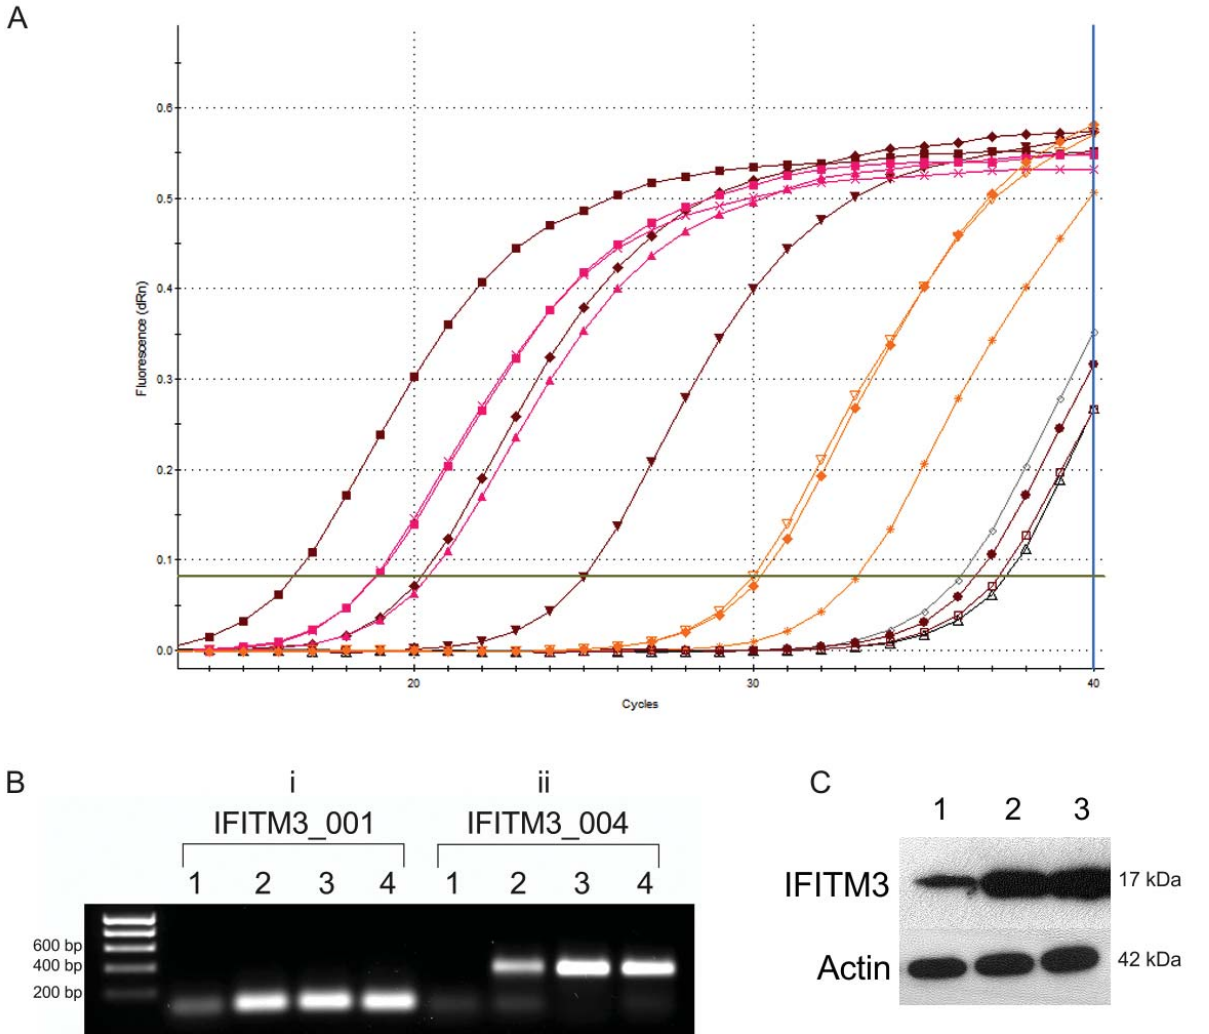 A
Fluorescence (dRn)
0.6
0.5
0.4
0.3
0.2
0.1
0.0
20 30 40
Cycles
B
i ii
IFITM3_001 IFITM3_004
1 2 3 4 1 2 3 4
600 bp
400 bp
200 bp
C
1 2 3
IFITM3 17 kDa
Actin 42 kDa